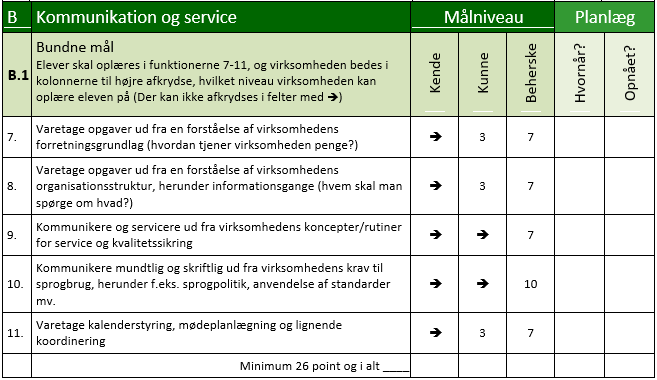 B Kommunikation og service Målniveau Planlæg
B.1 Bundne mål
Elever skal oplæres i funktionerne 7-11, og virksomheden bedes i
kolonnerne til højre afkrydse, hvilket niveau virksomheden kan
oplære eleven på (Der kan ikke afkrydses i felter med ➔)
Kende
Kunne
Beherske
Hvornår?
Opnået?
7. Varetage opgaver ud fra en forståelse af virksomhedens
forretningsgrundlag (hvordan tjener virksomheden penge?) ➔ 3 7
8. Varetage opgaver ud fra en forståelse af virksomhedens
organisationsstruktur, herunder informationsgange (hvem skal man
spørge om hvad?) ➔ 3 7
9. Kommunikere og servicere ud fra virksomhedens koncepter/rutiner
for service og kvalitetssikring ➔ ➔ 7
10. Kommunikere mundtlig og skriftlig ud fra virksomhedens krav til
sprogbrug, herunder f.eks. sprogpolitik, anvendelse af standarder
mv. ➔ ➔ 10
11. Varetage kalenderstyring, mødeplanlægning og lignende
koordinering ➔ 3 7
Minimum 26 point og i alt ____